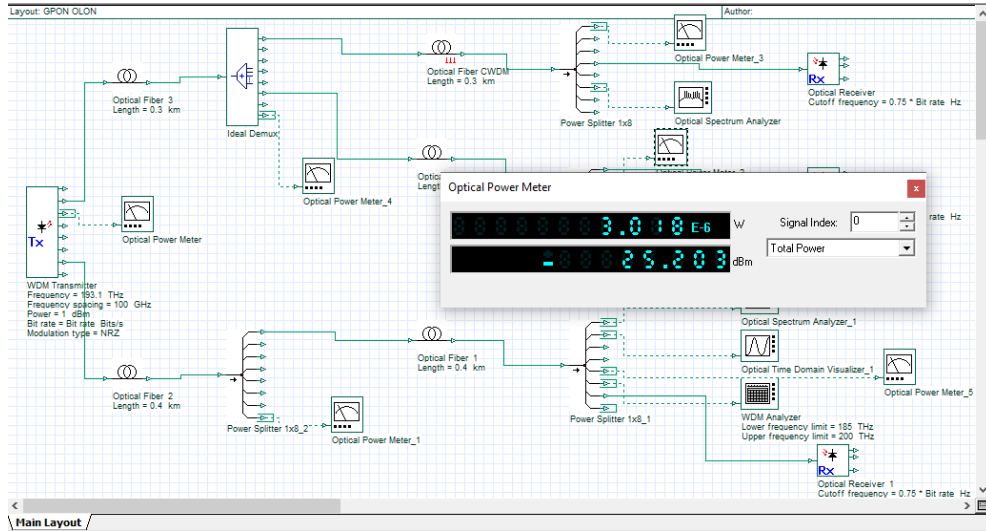 Layout: GPON OLON
Author:
Optical Fiber 3
Length = 0.3 km
Ideal Demux
Optical Fiber CWDM
Length = 0.3 km
Power Splitter 1x8
Optical Power Meter_3
Optical Spectrum Analyzer
Rx
Optical Receiver
Cutoff frequency = 0.75 * Bit rate Hz
Optical Power Meter_4
Optical Power Meter
Tx
WDM Transmitter
Frequency = 193.1 THz
Frequency spacing = 100 GHz
Power = 1 dBm
Bit rate = Bit rate Bits/s
Modulation type = NRZ
Optical Power Meter
x
3.018 E-6 W
-25.203 dBm
Signal Index: 0
Total Power
rate Hz
Optical Fiber 2
Length = 0.4 km
Power Splitter 1x8_2
Optical Power Meter_1
Optical Fiber 1
Length = 0.4 km
Power Splitter 1x8_1
Optical Spectrum Analyzer_1
Optical Time Domain Visualizer_1
Optical Power Meter_5
WDM Analyzer
Lower frequency limit = 185 THz
Upper frequency limit = 200 THz
Rx
Optical Receiver 1
Cutoff frequency = 0.75 * Bit rate Hz
Main Layout